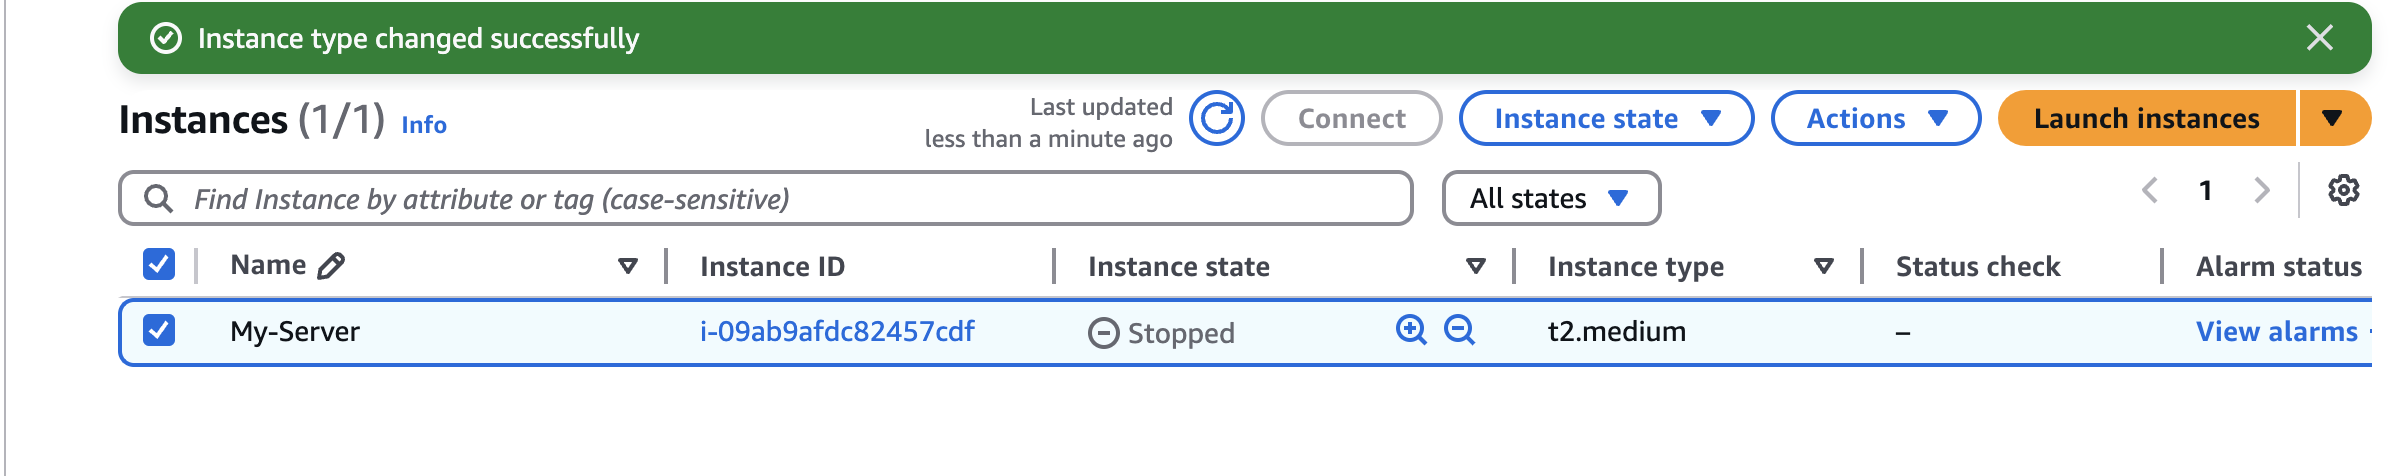 Instance type changed successfully
Instances (1/1) Info
Last updated
less than a minute ago
Connect
Instance state
Actions
Launch instances
Find Instance by attribute or tag (case-sensitive)
All states
1
Name
Instance ID
Instance state
Instance type
Status check
Alarm status
My-Server
i-09ab9afdc82457cdf
Stopped
t2.medium
–
View alarms